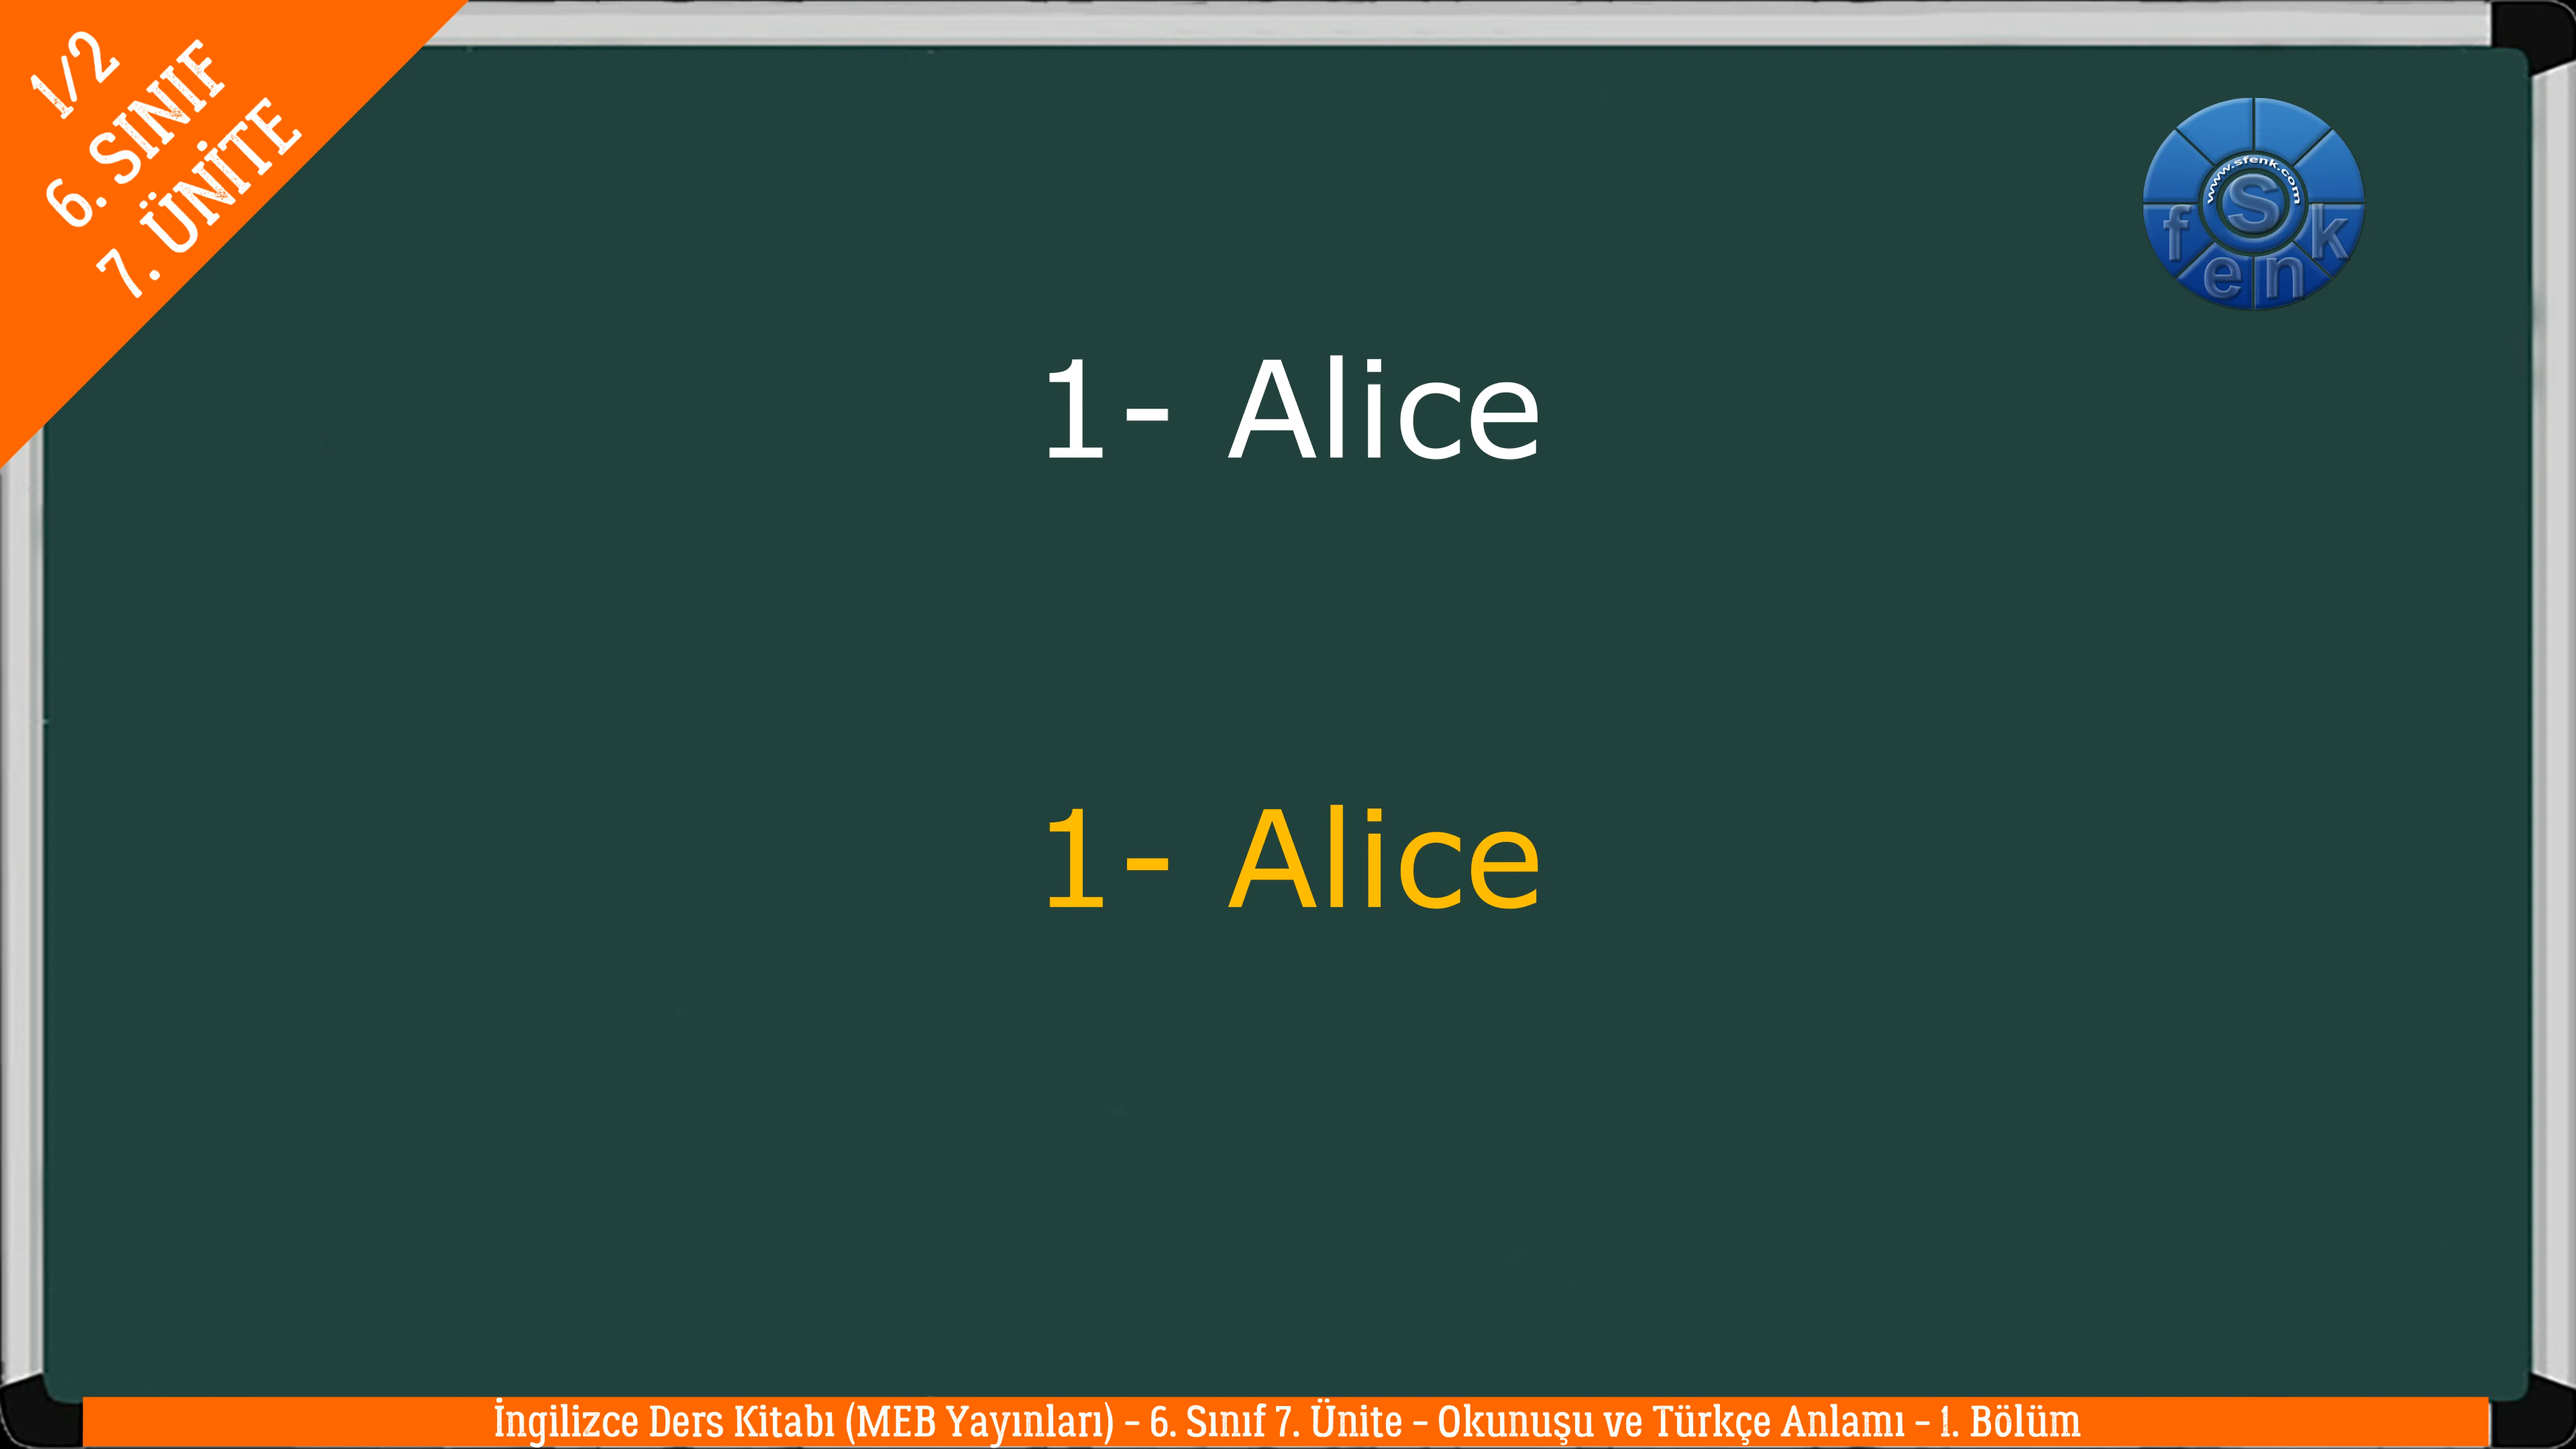 1/2
6. SINIF
7. ÜNİTE
www.sfenk.com
S
f e n k
1- Alice
1- Alice
İngilizce Ders Kitabı (MEB Yayınları) – 6. Sınıf 7. Ünite – Okunuşu ve Türkçe Anlamı – 1. Bölüm